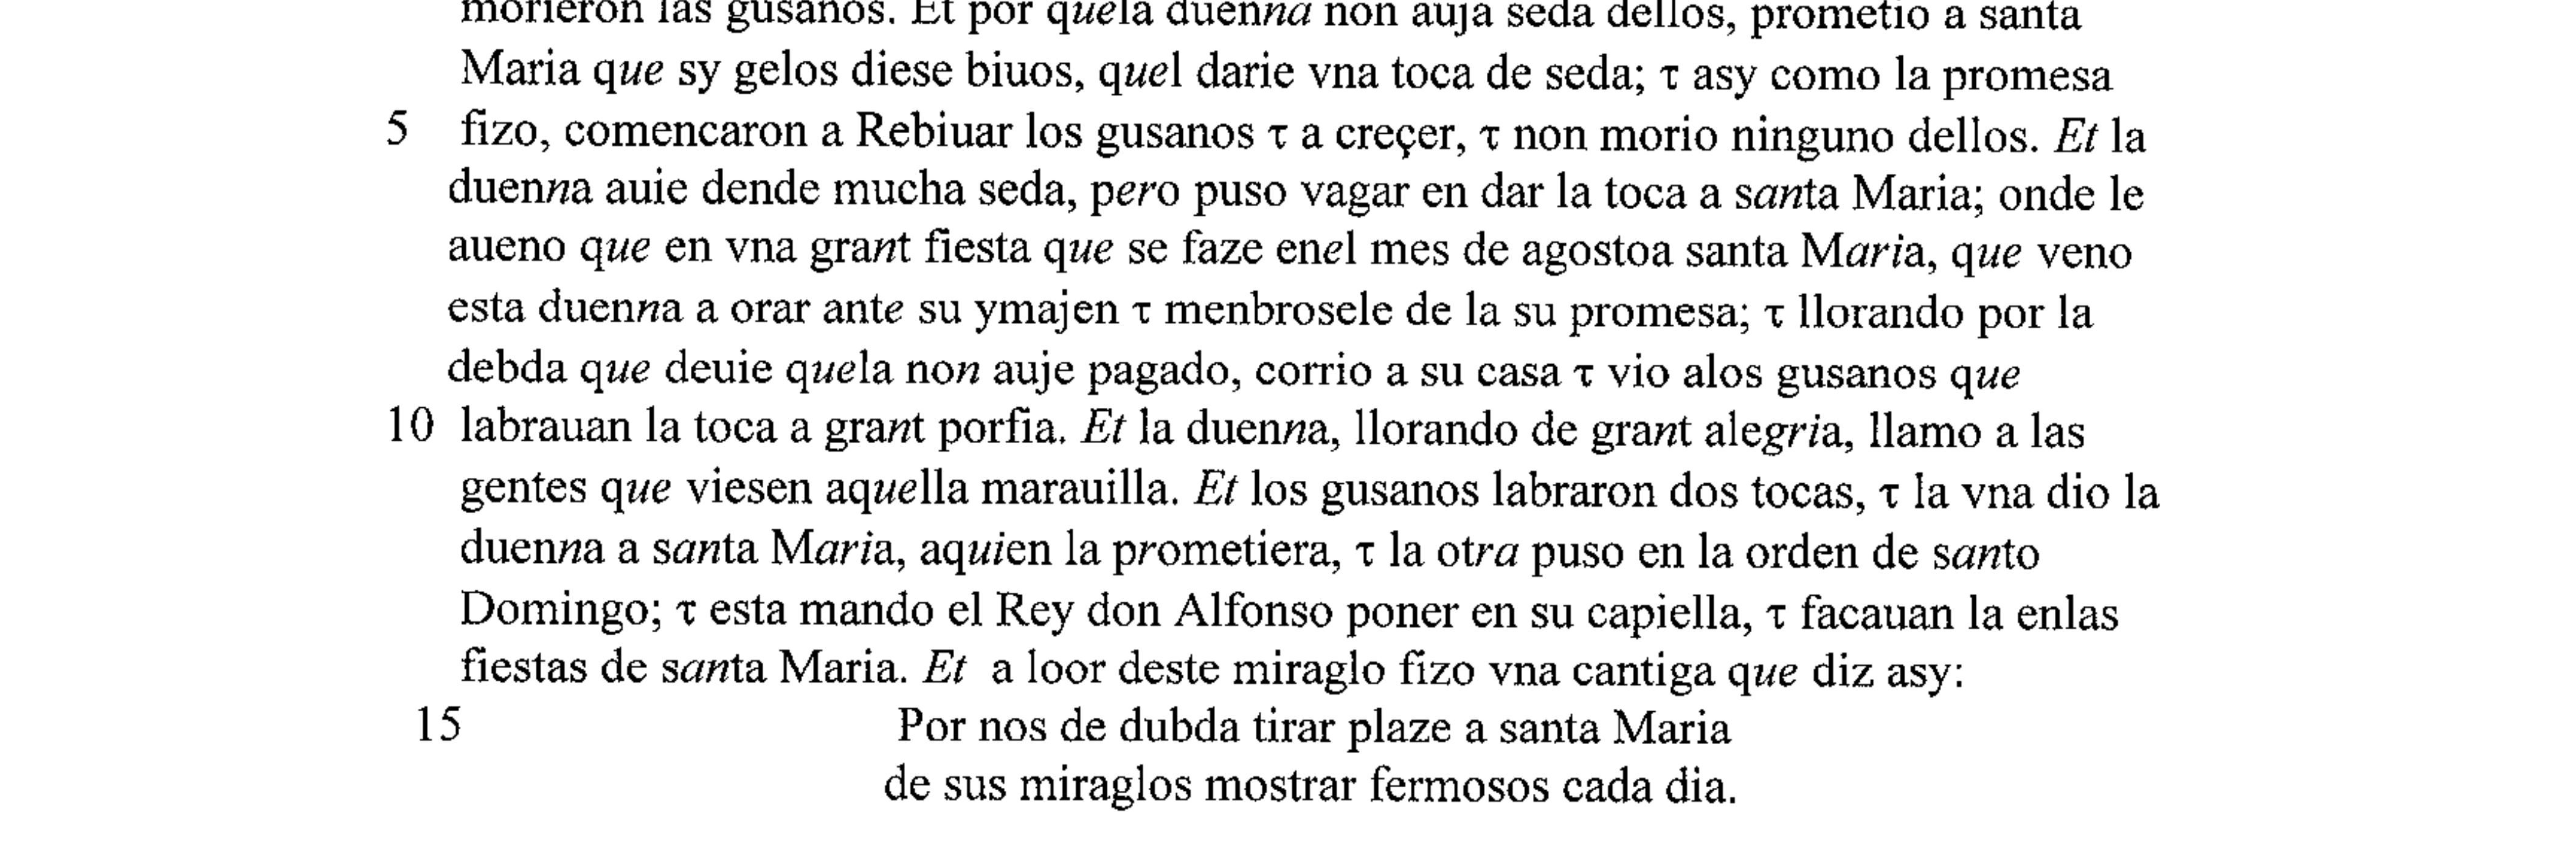 morieron las gusanos. Et por quela duenna non auja seda dellos, prometio a santa
Maria que sy gelos diese biuos, quel darie vna toca de seda; τ asy como la promesa
5 fizo, comencaron a Rebiuar los gusanos τ a creçer, τ non morio ninguno dellos. Et la
duenna auie dende mucha seda, pero puso vagar en dar la toca a santa Maria; onde le
aueno que en vna grant fiesta que se faze enel mes de agostoa santa Maria, que veno
esta duenna a orar ante su ymajen τ menbrosele de la su promesa; τ llorando por la
debda que deuie quela non auje pagado, corrio a su casa τ vio alos gusanos que
10 labrauan la toca a grant porfia. Et la duenna, llorando de grant alegria, llamo a las
gentes que viesen aquella marauilla. Et los gusanos labraron dos tocas, τ la vna dio la
duenna a santa Maria, aquien la prometiera, τ la otra puso en la orden de santo
Domingo; τ esta mando el Rey don Alfonso poner en su capiella, τ facauan la enlas
fiestas de santa Maria. Et a loor deste miraglo fizo vna cantiga que diz asy:
15 Por nos de dubda tirar plaze a santa Maria
de sus miraglos mostrar fermosos cada dia.